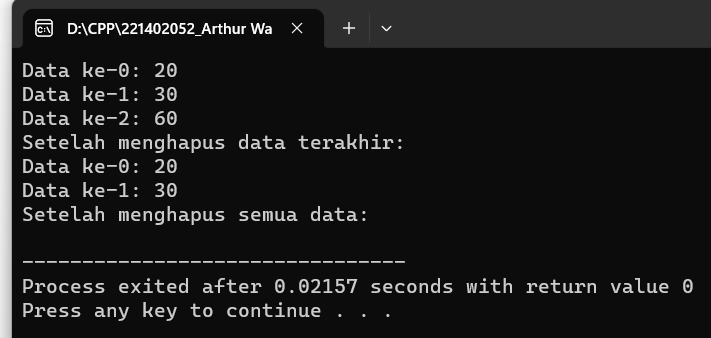 D:\CPP\221402052_Arthur Wa
Data ke-0: 20
Data ke-1: 30
Data ke-2: 60
Setelah menghapus data terakhir:
Data ke-0: 20
Data ke-1: 30
Setelah menghapus semua data:
--------------------------------
Process exited after 0.02157 seconds with return value 0
Press any key to continue . . .